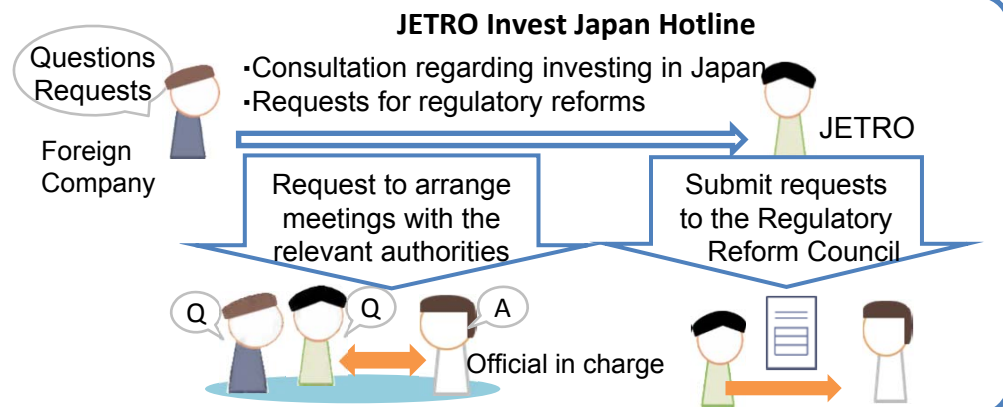 JETRO Invest Japan Hotline
Questions
Requests
・Consultation regarding investing in Japan
・Requests for regulatory reforms
JETRO
Foreign
Company
Request to arrange
meetings with the
relevant authorities
Submit requests
to the Regulatory
Reform Council
Q
Q
A
Official in charge